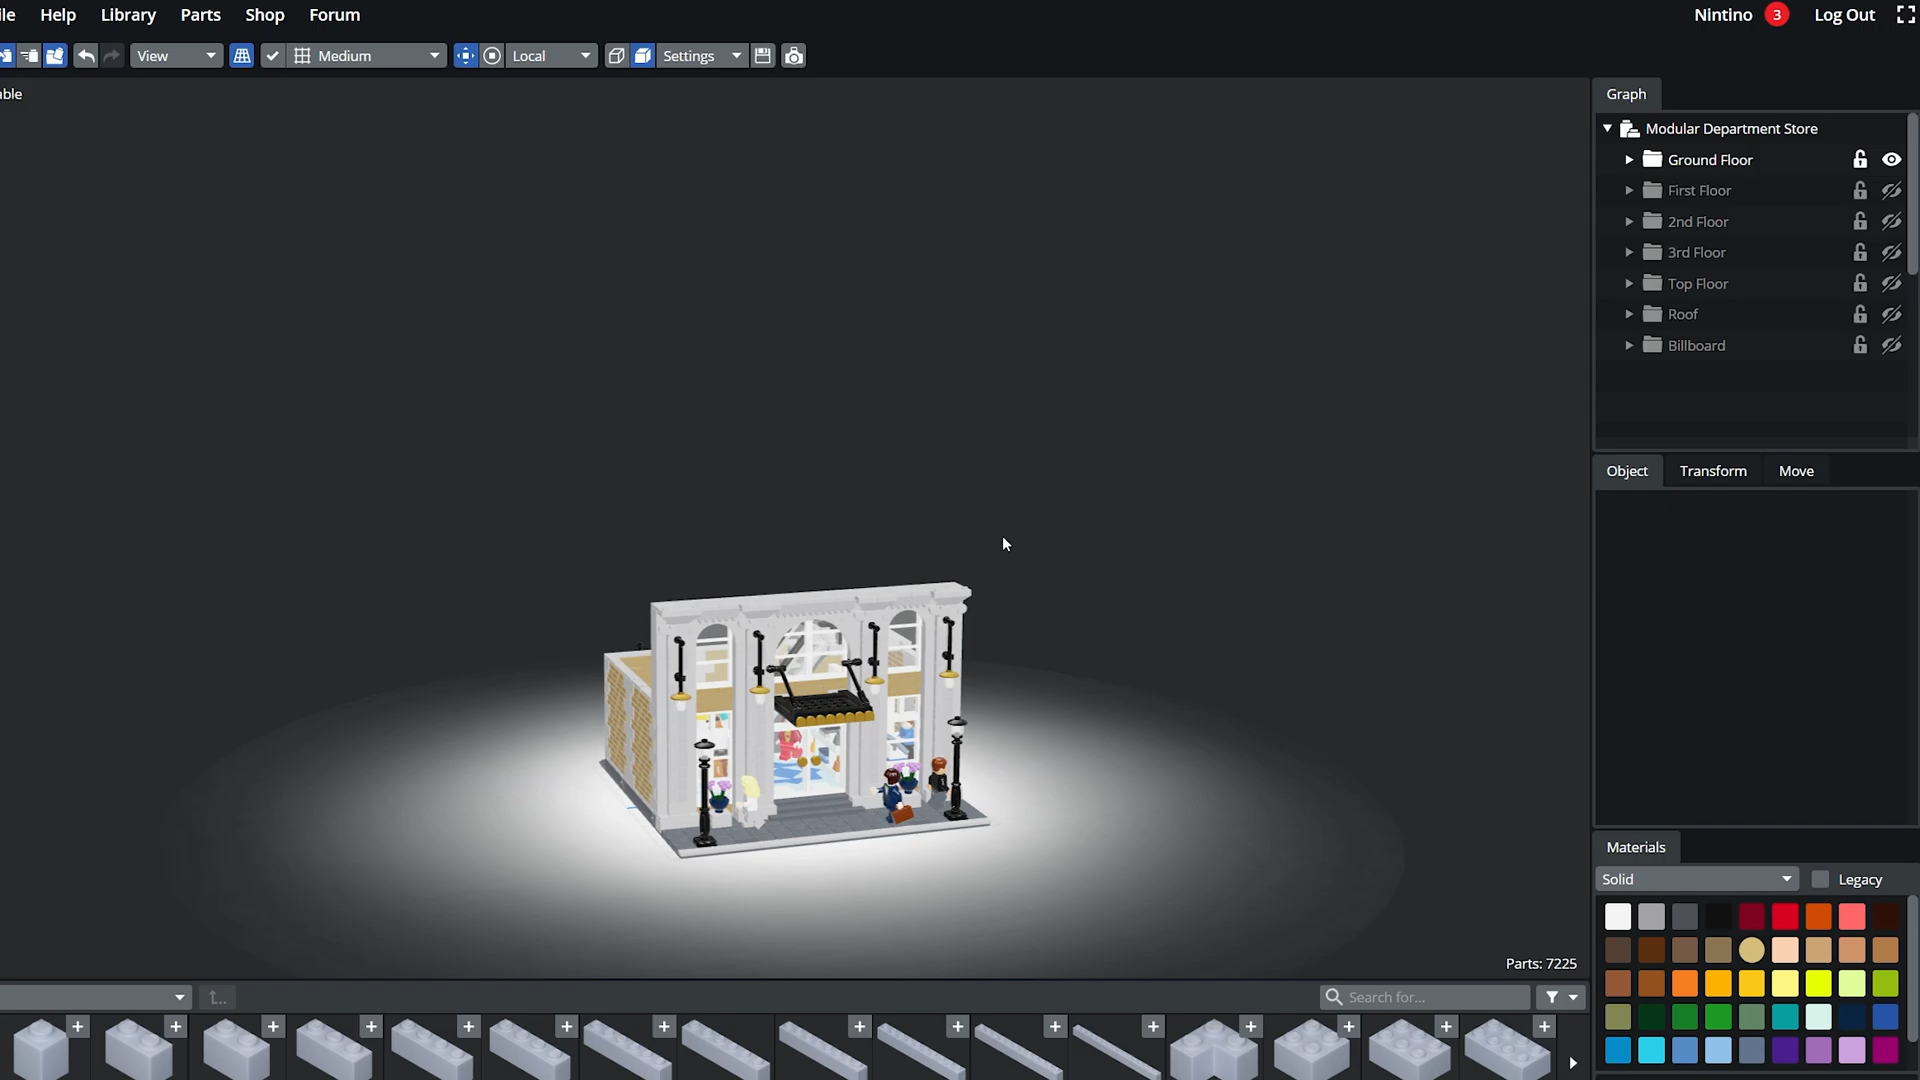 ile Help Library Parts Shop Forum Nintino 3 Log Out
View Medium Local Settings
able
Graph
Modular Department Store
Ground Floor
First Floor
2nd Floor
3rd Floor
Top Floor
Roof
Billboard
Object Transform Move
Materials
Solid Legacy
Parts: 7225
Search for...